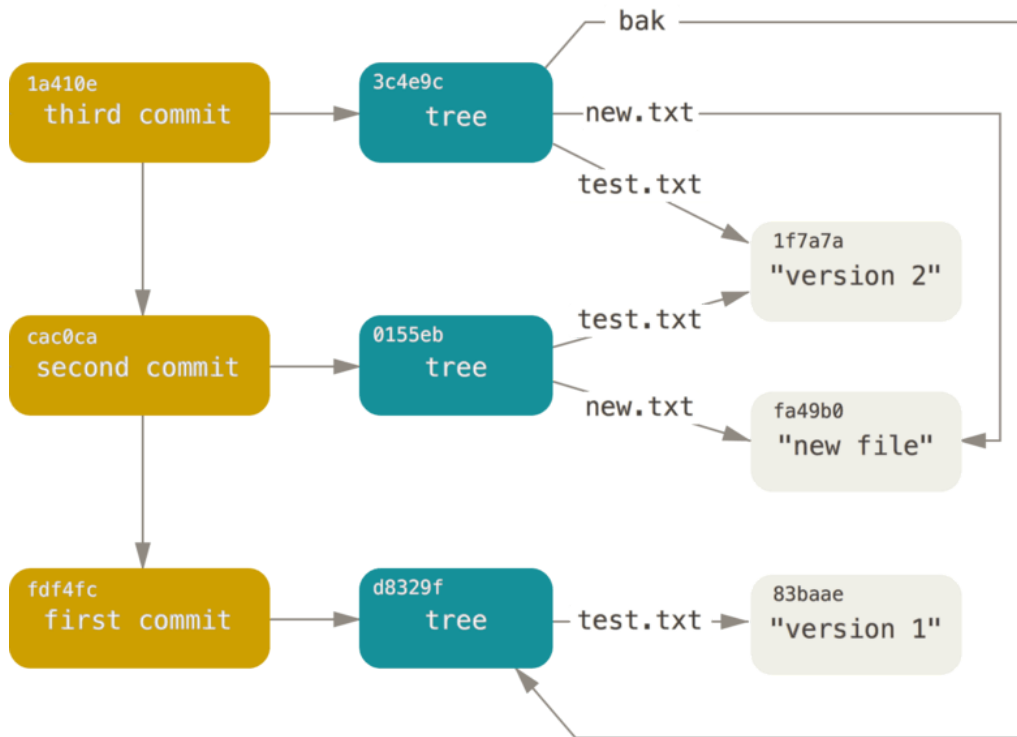 bak
1a410e
third commit
3c4e9c
tree
new.txt
test.txt
1f7a7a
"version 2"
cac0ca
second commit
0155eb
tree
test.txt
new.txt
fa49b0
"new file"
fdf4fc
first commit
d8329f
tree
test.txt
83baae
"version 1"